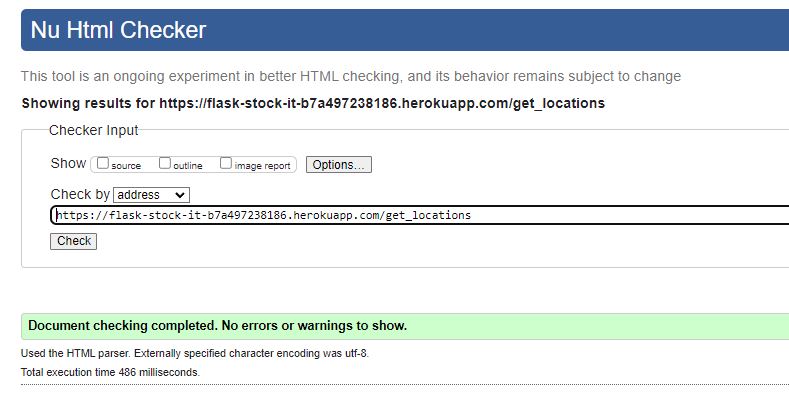 Nu Html Checker
This tool is an ongoing experiment in better HTML checking, and its behavior remains subject to change
Showing results for https://flask-stock-it-b7a497238186.herokuapp.com/get_locations
Checker Input
Show source outline image report Options...
Check by address
https://flask-stock-it-b7a497238186.herokuapp.com/get_locations
Check
Document checking completed. No errors or warnings to show.
Used the HTML parser. Externally specified character encoding was utf-8.
Total execution time 486 milliseconds.